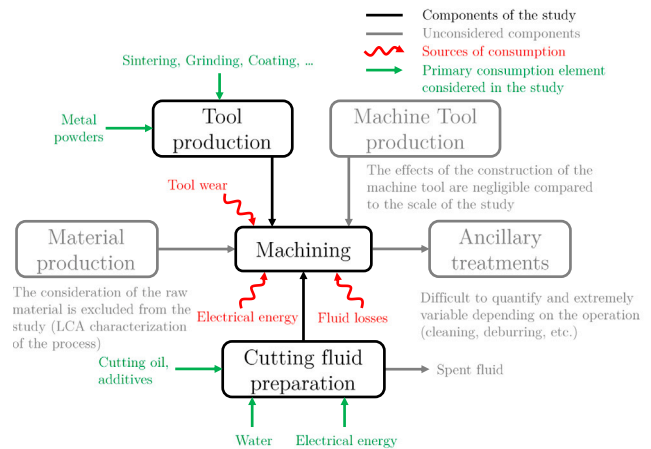 Components of the study
Unconsidered components
Sources of consumption
Primary consumption element
considered in the study
Sintering, Grinding, Coating, ...
Metal
powders
Tool
production
Machine Tool
production
The effects of the construction of the
machine tool are negligible compared
to the scale of the study
Tool wear
Material
production
Machining
Ancillary
treatments
The consideration of the raw
material is excluded from the
study (LCA characterization
of the process)
Electrical energy
Fluid losses
Difficult to quantify and extremely
variable depending on the operation
(cleaning, deburring, etc.)
Cutting oil,
additives
Cutting fluid
preparation
Spent fluid
Water
Electrical energy